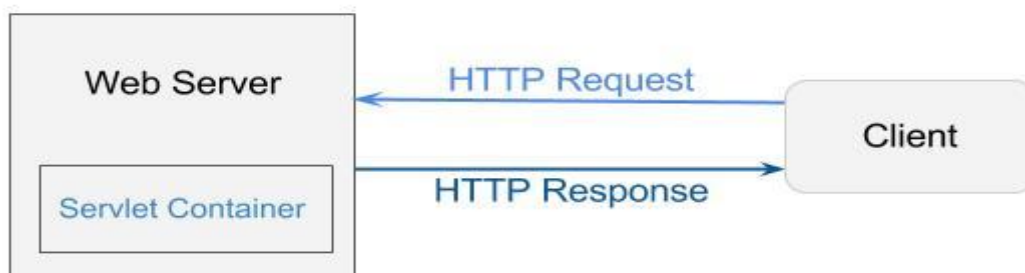 Web Server
HTTP Request
Client
HTTP Response
Servlet Container